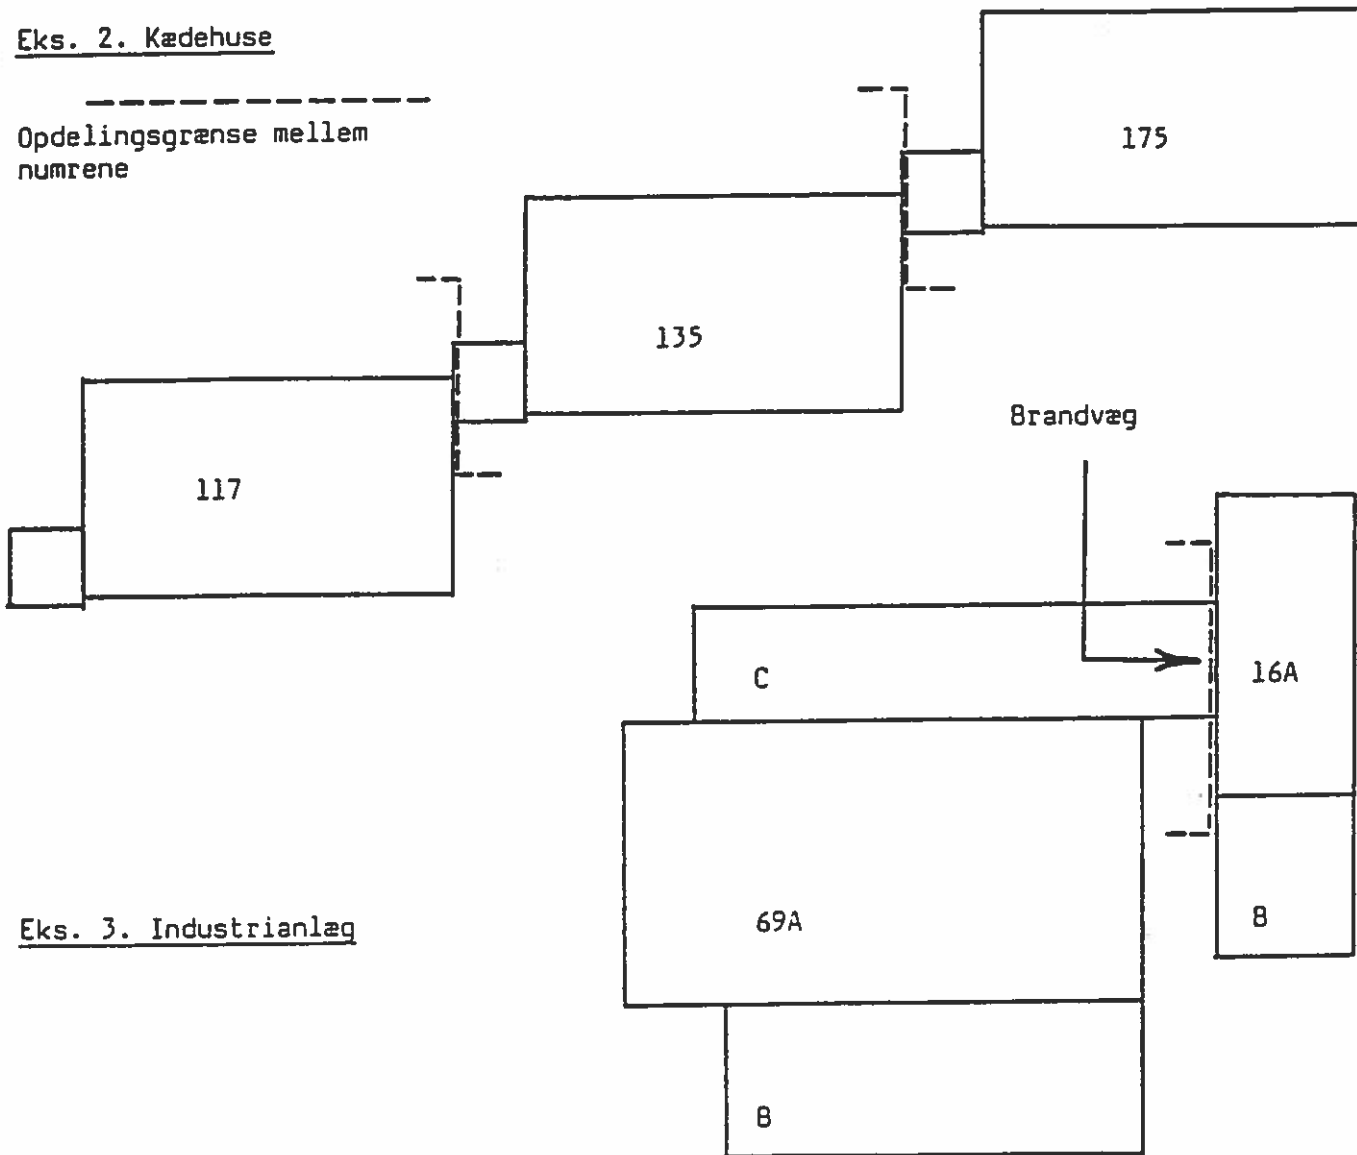 Eks. 2. Kædehuse
Opdelingsgrænse mellem
numrene
175
135
117
Brandvæg
C
16A
69A
B
Eks. 3. Industrianlæg
B